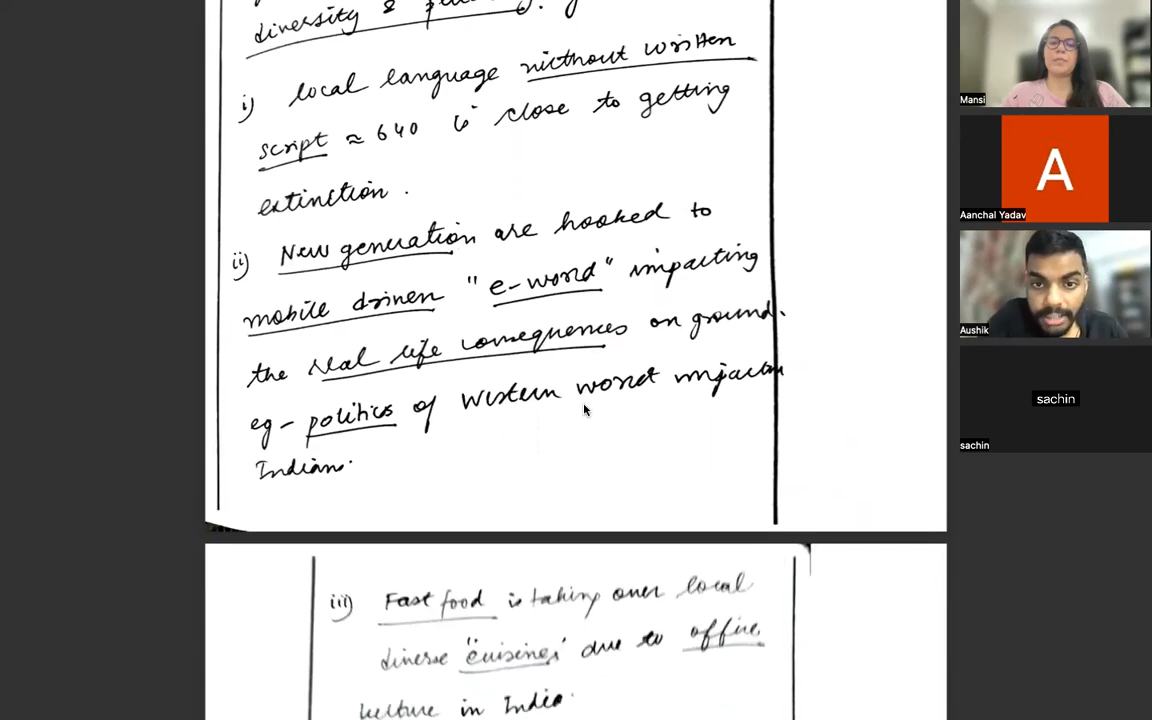 diversity &
i) local language without written
script ≈ 640 is close to getting
extinction.
ii) New generation are hooked to
mobile driven "e-world" impacting
the real life consequences on ground.
eg - politics of Western world impacting
Indians.
iii) Fast food is taking over local
diverse "cuisines" due to office
culture in India.
Mansi
A
Aanchal Yadav
Aushik
sachin
sachin